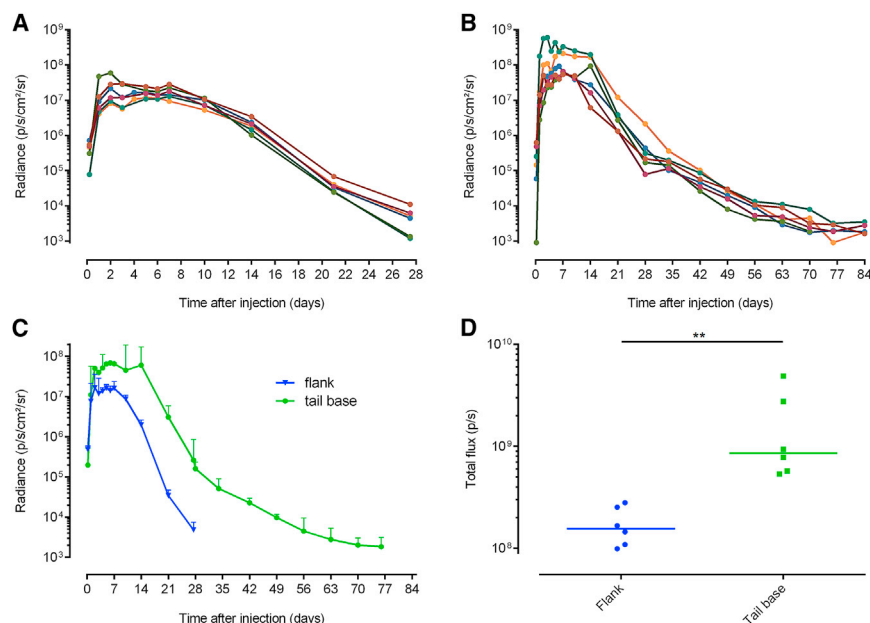 A
Radiance (p/s/cm²/sr)
10⁹
10⁸
10⁷
10⁶
10⁵
10⁴
10³
0 2 4 6 8 10 12 14 16 18 20 22 24 26 28
Time after injection (days)
B
Radiance (p/s/cm²/sr)
10⁹
10⁸
10⁷
10⁶
10⁵
10⁴
10³
0 7 14 21 28 35 42 49 56 63 70 77 84
Time after injection (days)
C
Radiance (p/s/cm²/sr)
10⁸
10⁷
10⁶
10⁵
10⁴
10³
flank
tail base
0 7 14 21 28 35 42 49 56 63 70 77 84
Time after injection (days)
D
Total flux (p/s)
10¹⁰
10⁹
10⁸
**
Flank
Tail base